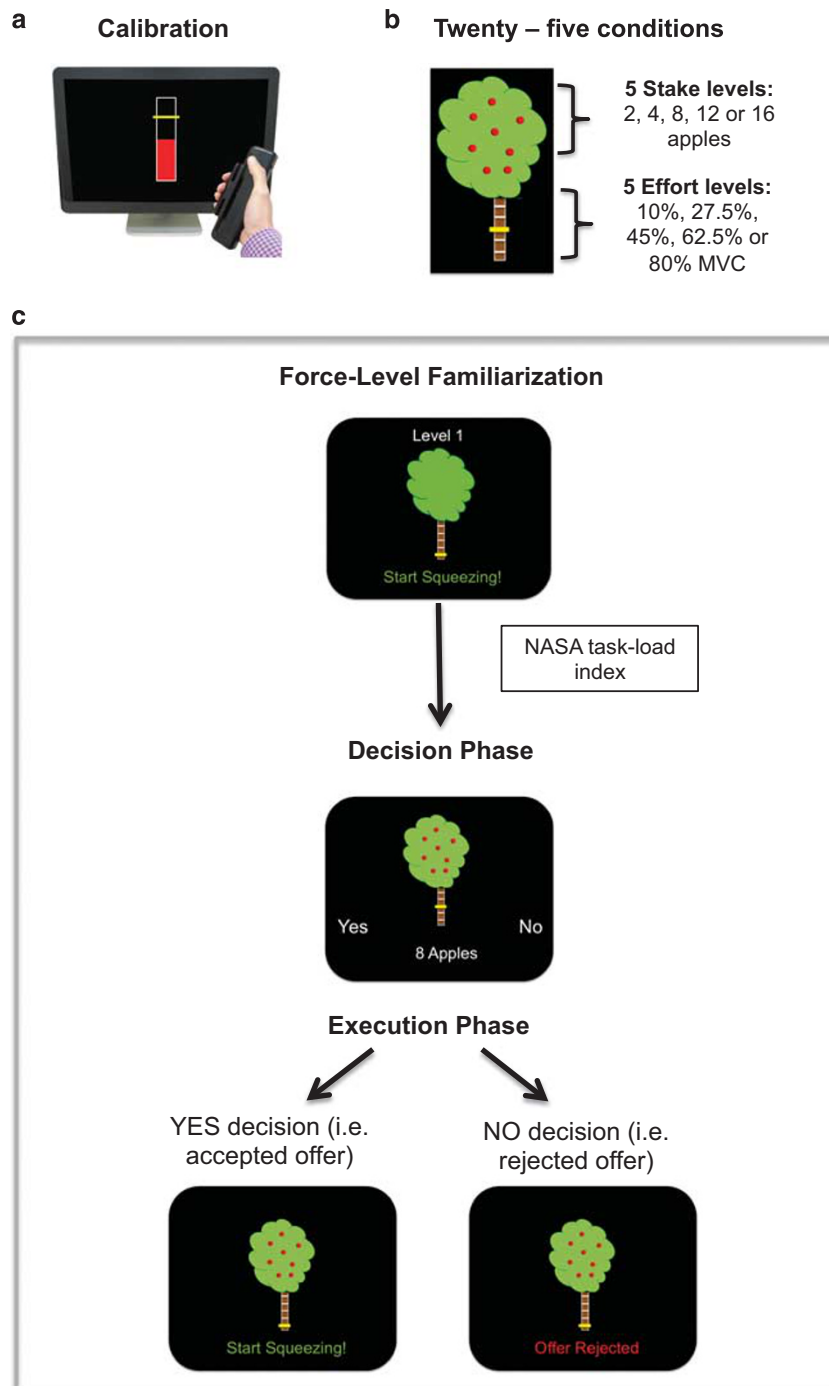 a
Calibration
b
Twenty – five conditions
5 Stake levels:
2, 4, 8, 12 or 16
apples
5 Effort levels:
10%, 27.5%,
45%, 62.5% or
80% MVC
c
Force-Level Familiarization
Level 1
Start Squeezing!
NASA task-load
index
Decision Phase
Yes
No
8 Apples
Execution Phase
YES decision (i.e.
accepted offer)
NO decision (i.e.
rejected offer)
Start Squeezing!
Offer Rejected